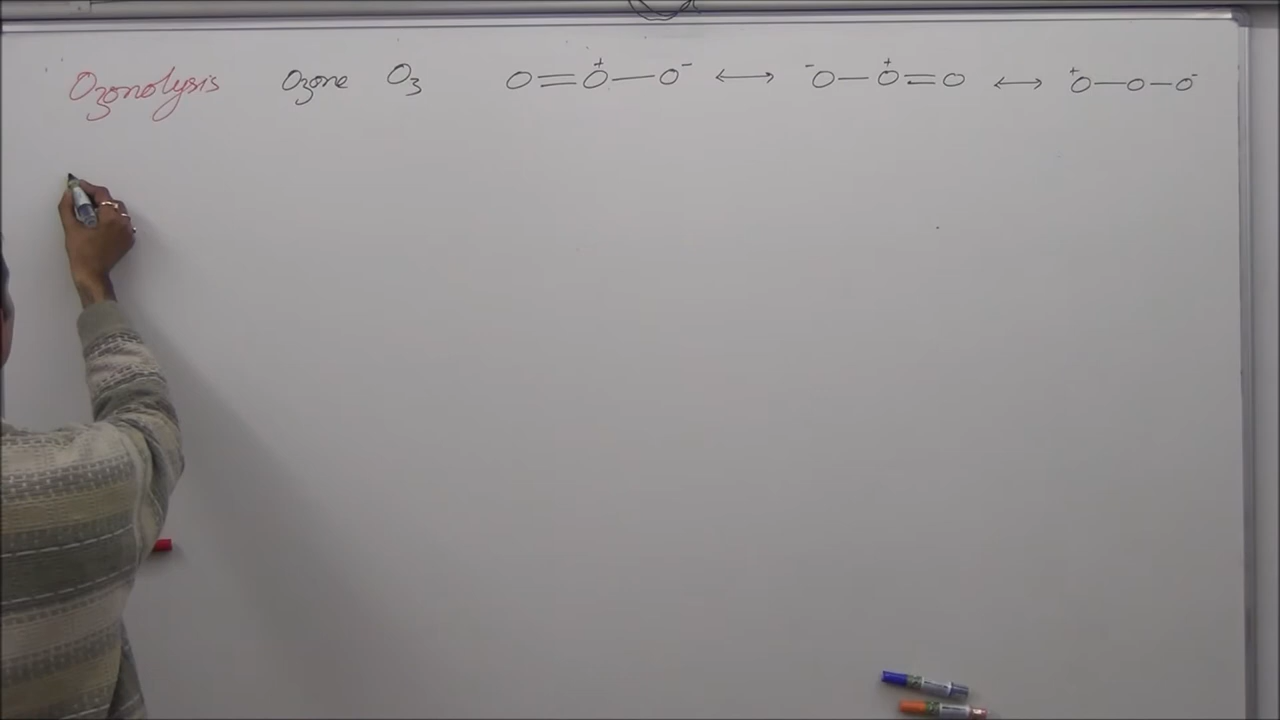 Ozonolysis Ozone O₃ O=O⁺—O⁻ ↔ ⁻O—O⁺=O ↔ ⁺O—O—O⁻